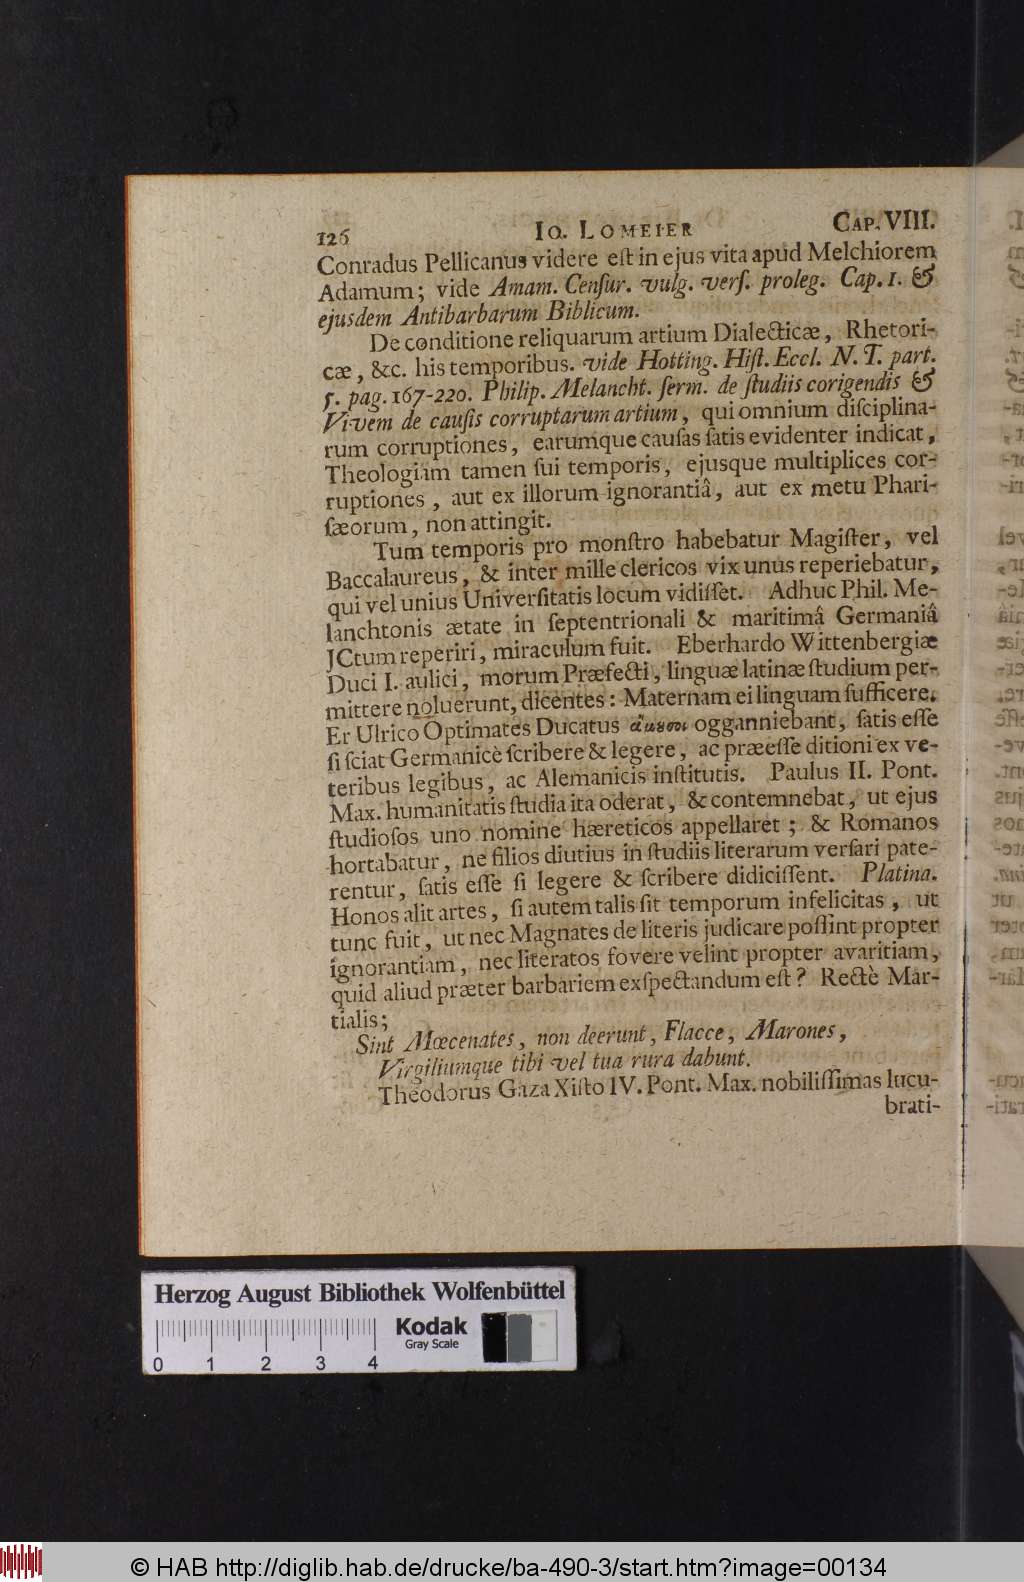 126 Io. Lomeier Cap. VIII.
Conradus Pellicanus videre eſt in ejus vita apud Melchiorem
Adamum; vide Amam. Cenſur. vulg. verſ. proleg. Cap. 1. &
ejusdem Antibarbarum Biblicum.
De conditione reliquarum artium Dialecticæ, Rhetori-
cæ, &c. his temporibus. vide Hotting. Hiſt. Eccl. N. T. part.
5. pag. 167-220. Philip. Melancht. ſerm. de ſtudiis corigendis &
Vivem de cauſis corruptarum artium, qui omnium diſciplina-
rum corruptiones, earumque cauſas ſatis evidenter indicat,
Theologiam tamen ſui temporis, ejusque multiplices cor-
ruptiones, aut ex illorum ignorantiâ, aut ex metu Phari-
ſæorum, non attingit.
Tum temporis pro monſtro habebatur Magiſter, vel
Baccalaureus, & inter mille clericos vix unus reperiebatur,
qui vel unius Univerſitatis locum vidiſſet. Adhuc Phil. Me-
lanchtonis ætate in ſeptentrionali & maritimâ Germaniâ
JCtum reperiri, miraculum fuit. Eberhardo Wittenbergiæ
Duci I. aulici, morum Præfecti, linguæ latinæ ſtudium per-
mittere noluerunt, dicentes: Maternam ei linguam ſufficere.
Er Ulrico Optimates Ducatus ἄμουσοι ogganniebant, ſatis eſſe
ſi ſciat Germanicè ſcribere & legere, ac præeſſe ditioni ex ve-
teribus legibus, ac Alemanicis inſtitutis. Paulus II. Pont.
Max. humanitatis ſtudia ita oderat, & contemnebat, ut ejus
ſtudioſos uno nomine hæreticos appellaret; & Romanos
hortabatur, ne filios diutius in ſtudiis literarum verſari pate-
rentur, ſatis eſſe ſi legere & ſcribere didiciſſent. Platina.
Honos alit artes, ſi autem talis ſit temporum infelicitas, ut
tunc fuit, ut nec Magnates de literis judicare poſſint propter
ignorantiam, nec literatos fovere velint propter avaritiam,
quid aliud præter barbariem exſpectandum eſt? Rectè Mar-
tialis;
Sint Mœcenates, non deerunt, Flacce, Marones,
Virgiliumque tibi vel tua rura dabunt.
Theodorus Gaza Xiſto IV. Pont. Max. nobiliſſimas lucu-
brati-
Herzog August Bibliothek Wolfenbüttel
Kodak
Gray Scale
0 1 2 3 4
© HAB http://diglib.hab.de/drucke/ba-490-3/start.htm?image=00134